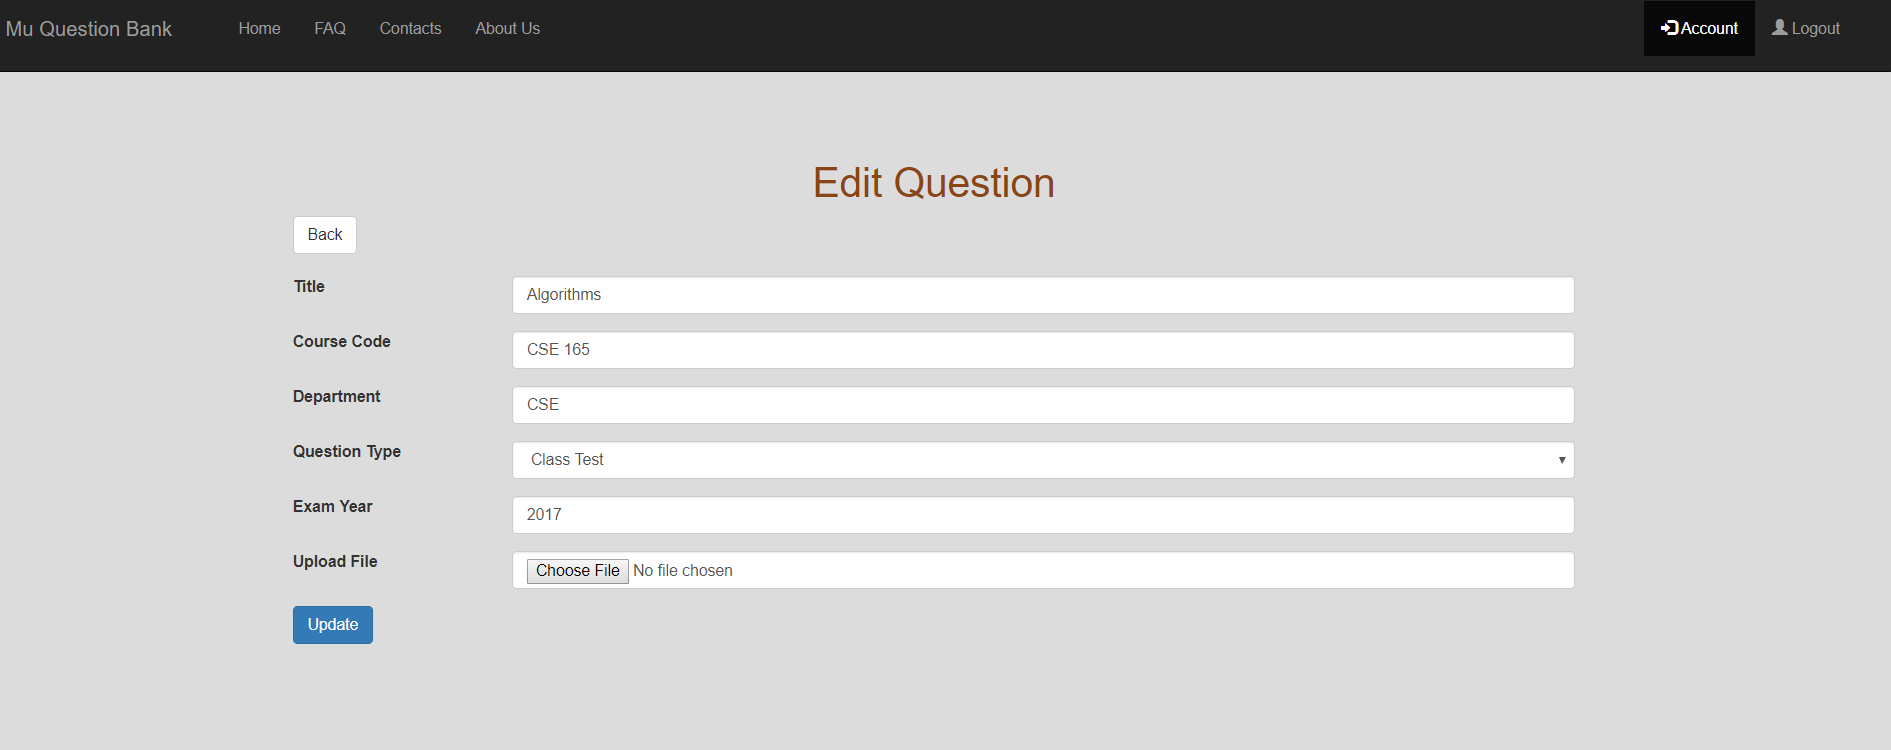 Mu Question Bank Home FAQ Contacts About Us Account Logout
Edit Question
Back
Title Algorithms
Course Code CSE 165
Department CSE
Question Type Class Test
Exam Year 2017
Upload File Choose File No file chosen
Update